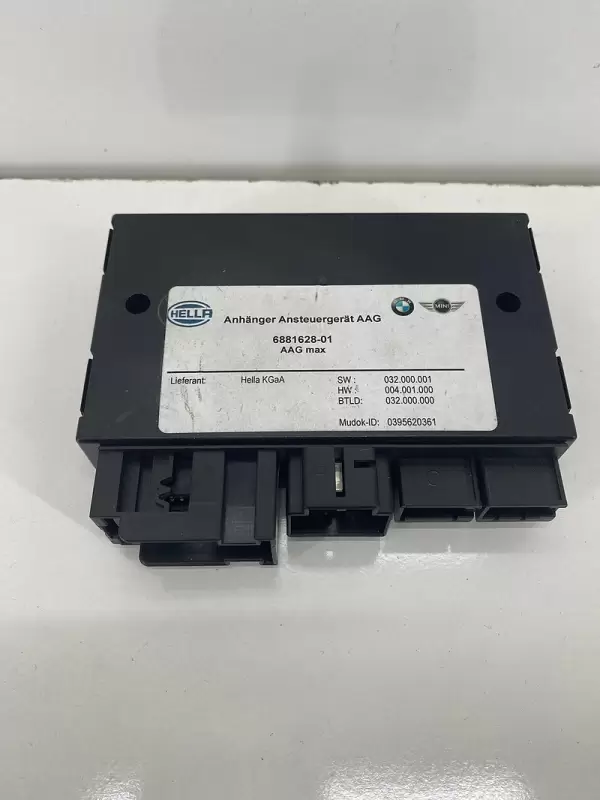 HELLA
Anhänger Ansteuergerät AAG
MINI
6881628-01
AAG max
Lieferant: Hella KGaA
SW : 032.000.001
HW : 004.001.000
BTLD: 032.000.000
Mudok-ID: 0395620361